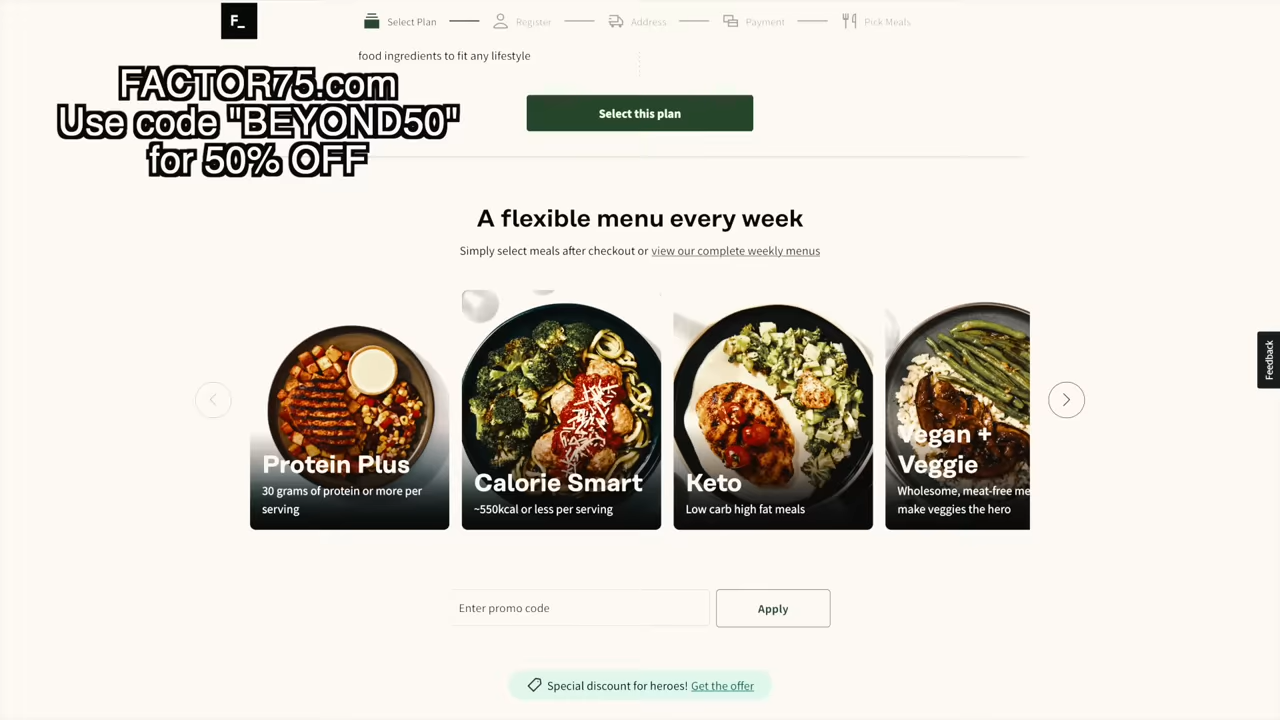 F_
Select Plan
Register
Address
Payment
Pick Meals
food ingredients to fit any lifestyle
FACTOR75.com
Use code "BEYOND50"
for 50% OFF
Select this plan
A flexible menu every week
Simply select meals after checkout or view our complete weekly menus
Protein Plus
30 grams of protein or more per
serving
Calorie Smart
~550kcal or less per serving
Keto
Low carb high fat meals
Vegan +
Veggie
Wholesome, meat-free me
make veggies the hero
Feedback
Enter promo code
Apply
Special discount for heroes! Get the offer